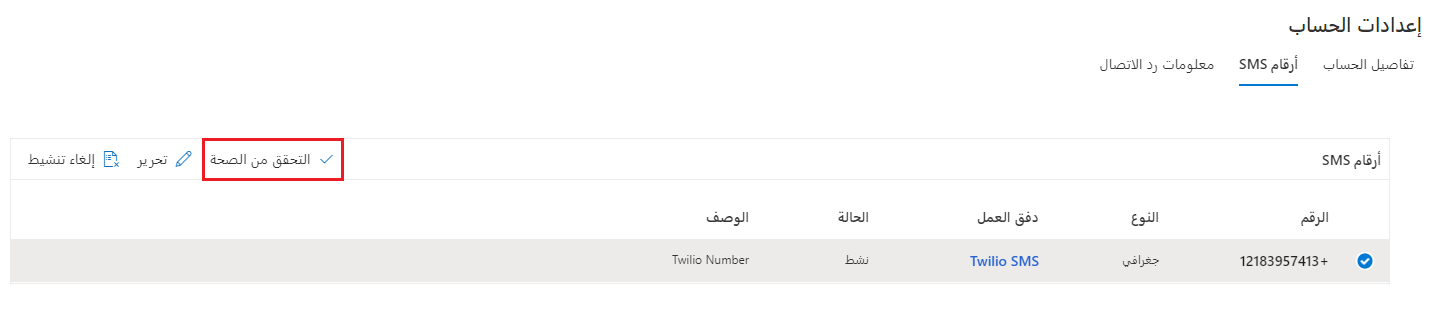 إعدادات الحساب
تفاصيل الحساب أرقام SMS معلومات رد الاتصال
أرقام SMS التحقق من الصحة تحرير إلغاء تنشيط
الرقم النوع دفق العمل الحالة الوصف
12183957413+ جغرافي Twilio SMS نشط Twilio Number